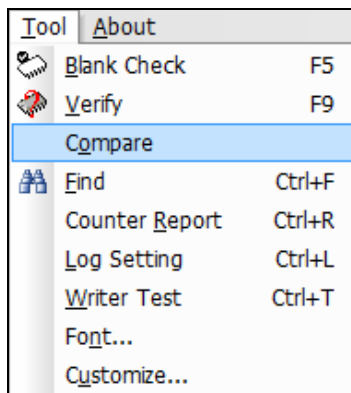 Tool About
Blank Check F5
Verify F9
Compare
Find Ctrl+F
Counter Report Ctrl+R
Log Setting Ctrl+L
Writer Test Ctrl+T
Font...
Customize...